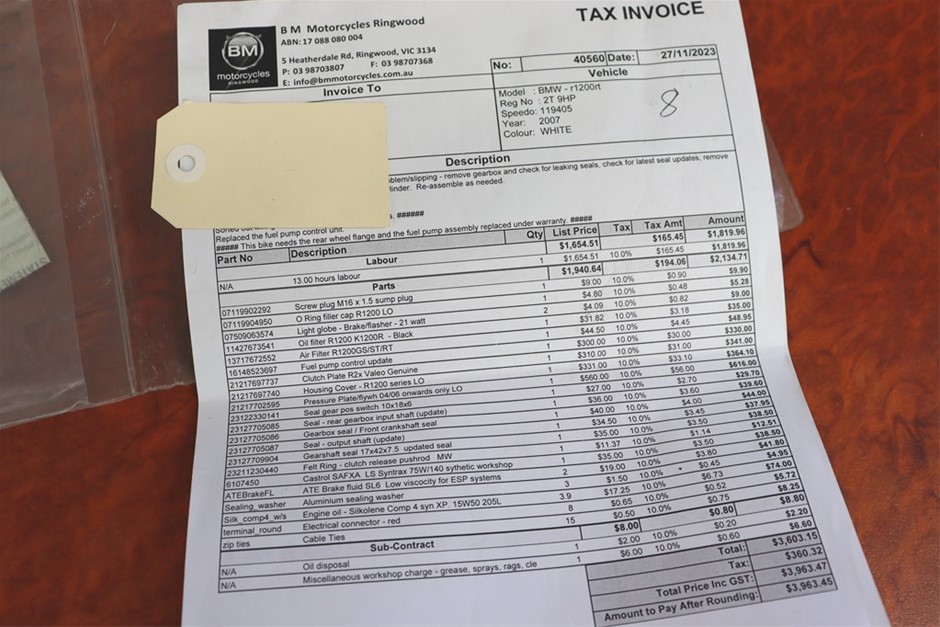 BM
motorcycles
RINGWOOD
B M Motorcycles Ringwood
ABN: 17 088 080 004
5 Heatherdale Rd, Ringwood, VIC 3134
P: 03 98703807 F: 03 98707368
E: info@bmmotorcycles.com.au
TAX INVOICE
No: 40560 Date: 27/11/2023
Invoice To
Vehicle
Model : BMW - r1200rt
Reg No : 2T 9HP
Speedo: 119405
Year: 2007
Colour: WHITE
8
Description
/slipping - remove gearbox and check for leaking seals, check for latest seal updates, remove
Re-assemble as needed.
s. ######
Replaced the fuel pump control unit.
##### This bike needs the rear wheel flange and the fuel pump assembly replaced under warranty. #####
Part No Description Qty List Price Tax Tax Amt Amount
Labour $1,654.51 $165.45 $1,819.96
N/A 13.00 hours labour 1 $1,654.51 10.0% $165.45 $1,819.96
Parts $1,940.64 $194.06 $2,134.71
07119902292 Screw plug M16 x 1.5 sump plug 1 $9.00 10.0% $0.90 $9.90
07119904950 O Ring filler cap R1200 LO 1 $4.80 10.0% $0.48 $5.28
07509063574 Light globe - Brake/flasher - 21 watt 2 $4.09 10.0% $0.82 $9.00
11427673541 Oil filter R1200 K1200R - Black 1 $31.82 10.0% $3.18 $35.00
13717672552 Air Filter R1200GS/ST/RT 1 $44.50 10.0% $4.45 $48.95
16148523697 Fuel pump control update 1 $300.00 10.0% $30.00 $330.00
21217697737 Clutch Plate R2x Valeo Genuine 1 $310.00 10.0% $31.00 $341.00
21217697740 Housing Cover - R1200 series LO 1 $331.00 10.0% $33.10 $364.10
21217702595 Pressure Plate/flywh 04/06 onwards only LO 1 $560.00 10.0% $56.00 $616.00
23122330141 Seal gear pos switch 10x18x6 1 $27.00 10.0% $2.70 $29.70
23127705085 Seal - rear gearbox input shaft (update) 1 $36.00 10.0% $3.60 $39.60
23127705086 Gearbox seal / Front crankshaft seal 1 $40.00 10.0% $4.00 $44.00
23127705087 Seal - output shaft (update) 1 $34.50 10.0% $3.45 $37.95
23127709904 Gearshaft seal 17x42x7.5 updated seal 1 $35.00 10.0% $3.50 $38.50
23211230440 Felt Ring - clutch release pushrod MW 1 $11.37 10.0% $1.14 $12.51
6107450 Castrol SAFXA LS Syntrax 75W/140 sythetic workshop 1 $35.00 10.0% $3.50 $38.50
ATEBrakeFL ATE Brake fluid SL6 Low viscosity for ESP systems 2 $19.00 10.0% $3.80 $41.80
Sealing_washer Aluminium sealing washer 3 $1.50 10.0% $0.45 $4.95
Silk_comp4_w/s Engine oil - Silkolene Comp 4 syn XP. 15W50 205L 3.9 $17.25 10.0% $6.73 $74.00
terminal_round Electrical connector - red 8 $0.65 10.0% $0.52 $5.72
zip ties Cable Ties 15 $0.50 10.0% $0.75 $8.25
Sub-Contract $8.00 $0.80 $8.80
N/A Oil disposal 1 $2.00 10.0% $0.20 $2.20
N/A Miscellaneous workshop charge - grease, sprays, rags, cle 1 $6.00 10.0% $0.60 $6.60
Total: $3,603.15
Tax: $360.32
Total Price Inc GST: $3,963.47
Amount to Pay After Rounding: $3,963.45